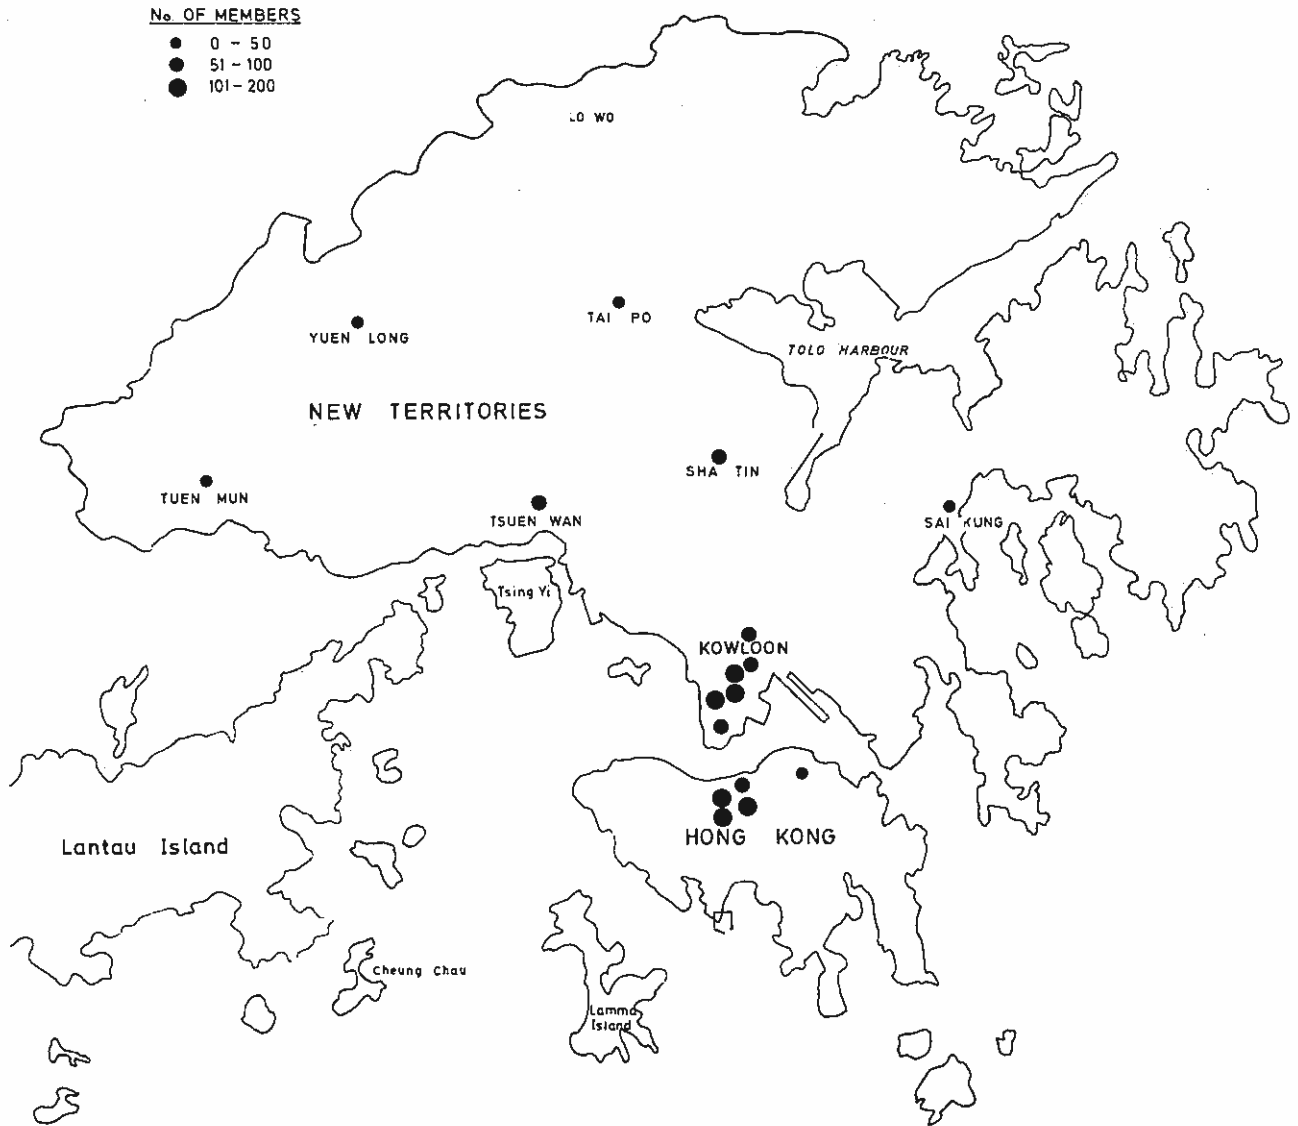 No. OF MEMBERS
0 - 50
51 - 100
101 - 200
LO WO
TAI PO
YUEN LONG
TOLO HARBOUR
NEW TERRITORIES
SHA TIN
TUEN MUN
TSUEN WAN
SAI KUNG
Tsing Yi
KOWLOON
HONG KONG
Lantau Island
Cheung Chau
Lamma
Island